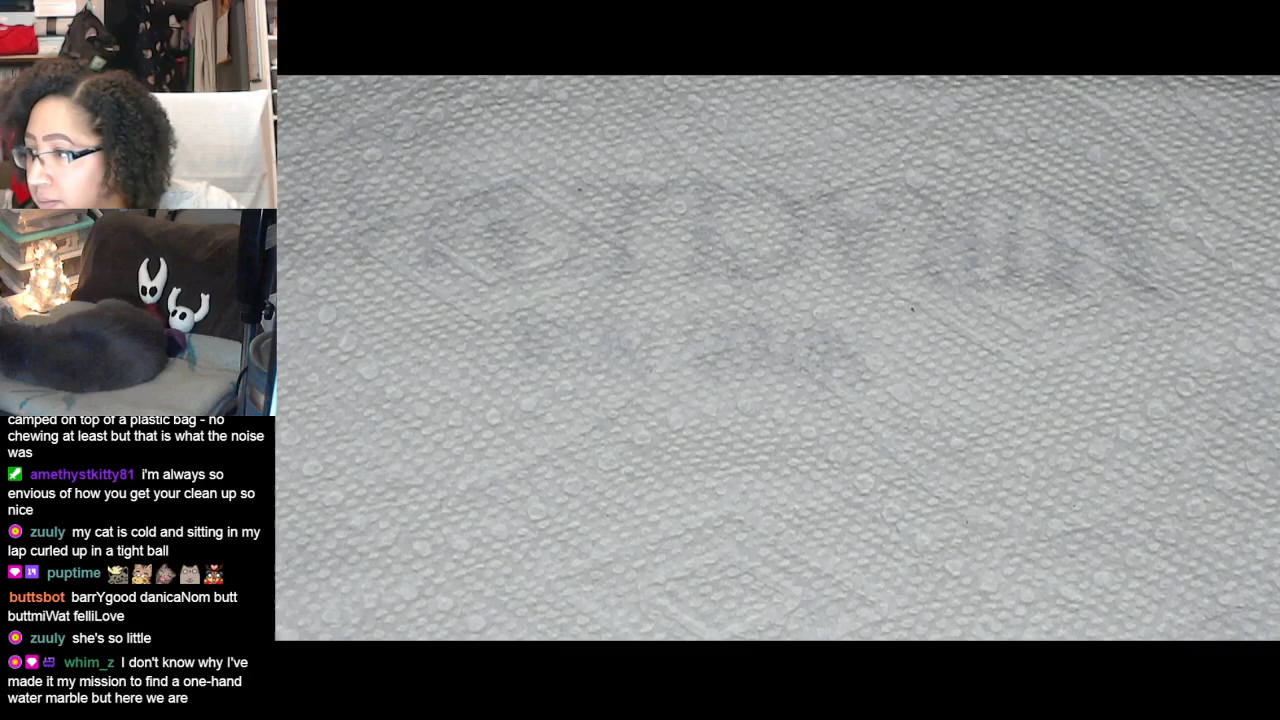 camped on top of a plastic bag - no
chewing at least but that is what the noise
was
amethystkitty81 i'm always so
envious of how you get your clean up so
nice
zuuly my cat is cold and sitting in my
lap curled up in a tight ball
puptime
buttsbot barrYgood danicaNom butt
buttmiWat felliLove
zuuly she's so little
whim_z I don't know why I've
made it my mission to find a one-hand
water marble but here we are